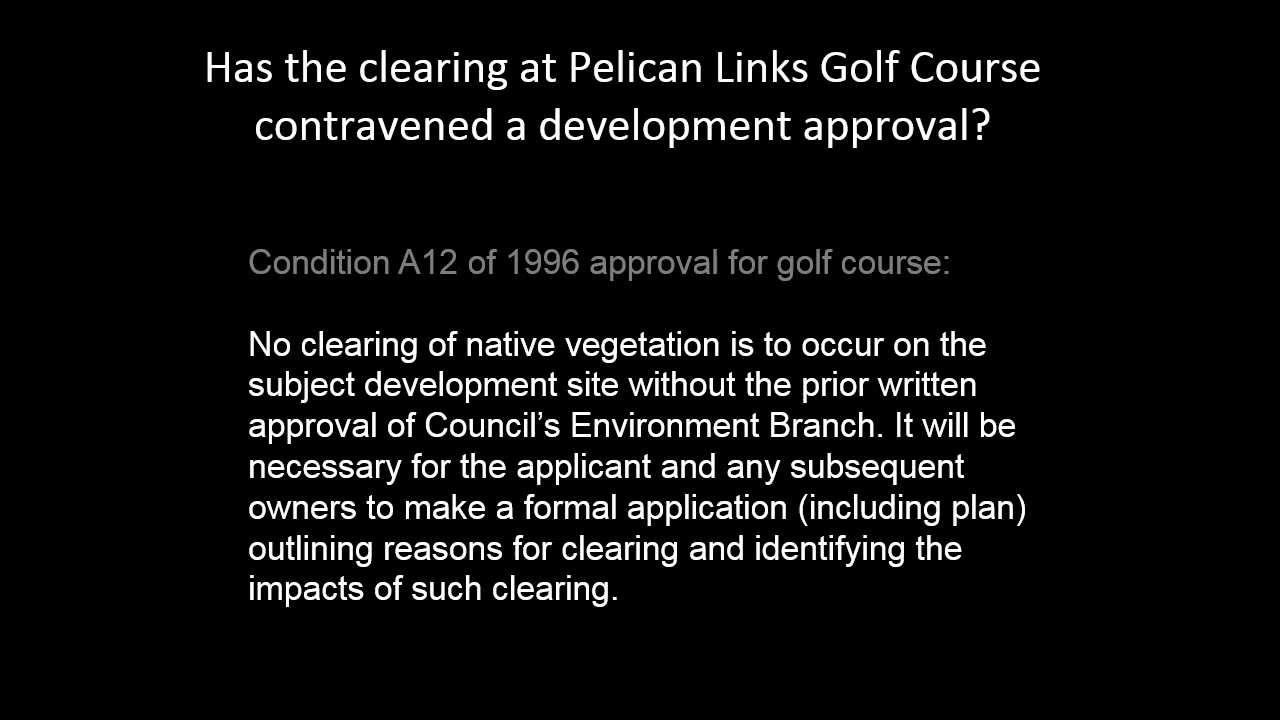 Has the clearing at Pelican Links Golf Course
contravened a development approval?
Condition A12 of 1996 approval for golf course:
No clearing of native vegetation is to occur on the
subject development site without the prior written
approval of Council’s Environment Branch. It will be
necessary for the applicant and any subsequent
owners to make a formal application (including plan)
outlining reasons for clearing and identifying the
impacts of such clearing.